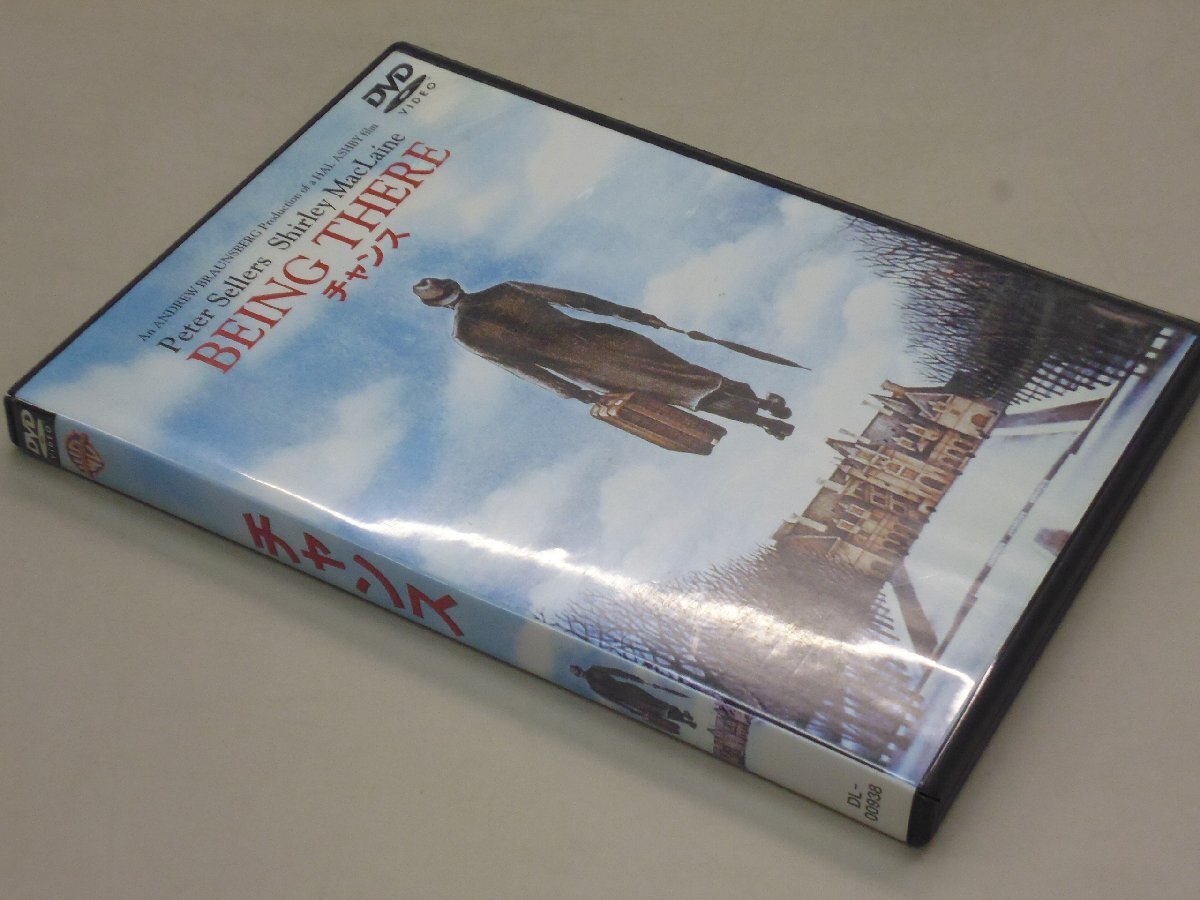 DVD
VIDEO
An ANDREW BRAUNSBERG Production of a HAL ASHBY film
Peter Sellers Shirley MacLaine
BEING THERE
チャンス
DVD
VIDEO
チャンス
DL-
00938